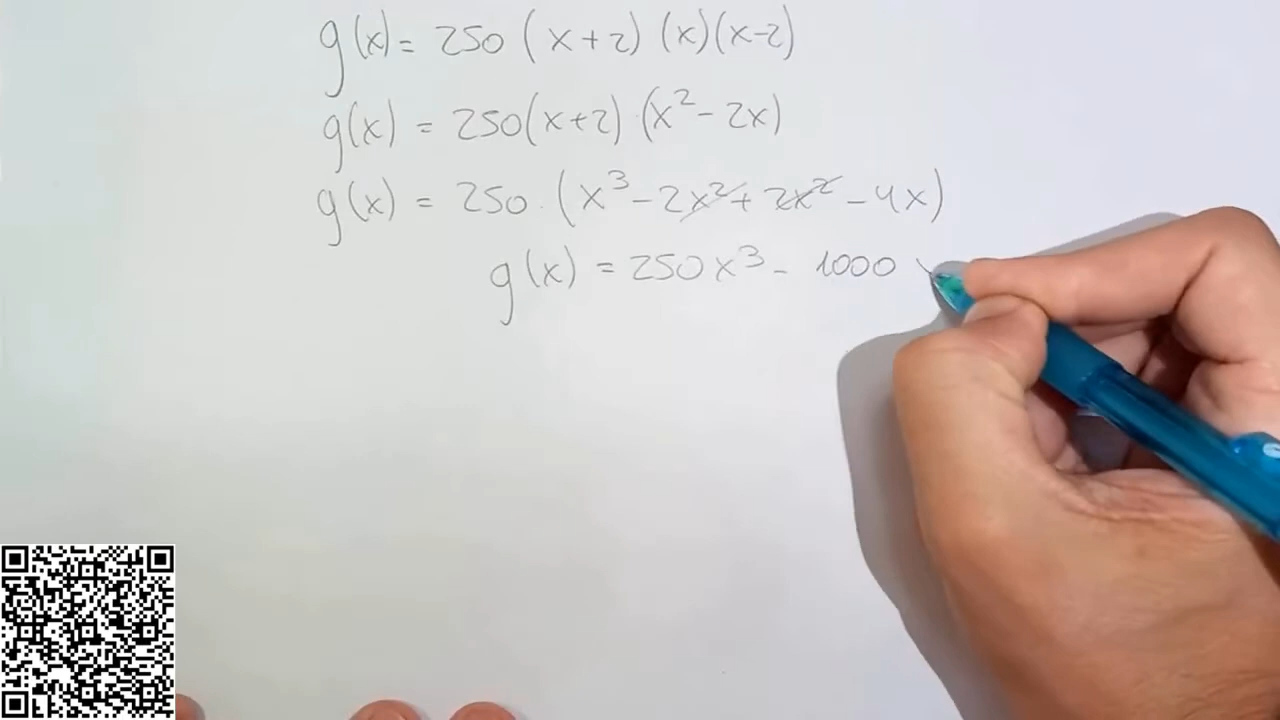 g(x) = 250 (x+2) (x)(x-2)
g(x) = 250(x+2) · (x² - 2x)
g(x) = 250 · (x³ - 2x² + 2x² - 4x)
g(x) = 250x³ - 1000